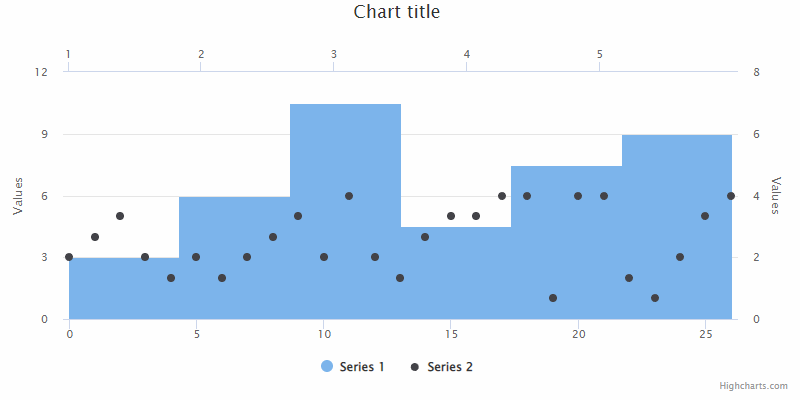 Chart title
1 2 3 4 5
12 8
9 6
6 4
3 2
0 0
Values
Values
0 5 10 15 20 25
Series 1 Series 2
Highcharts.com